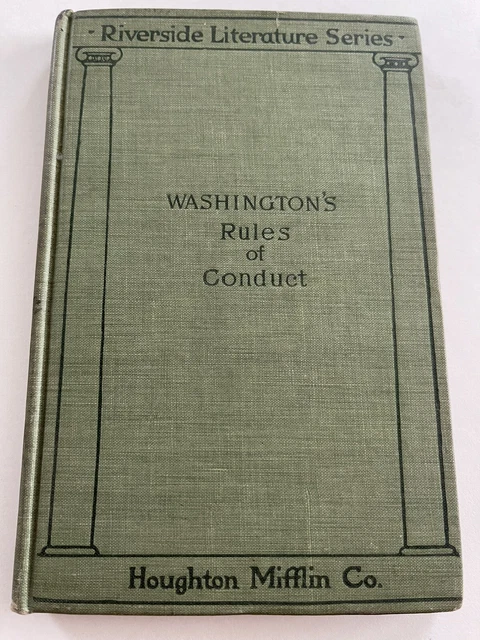 · Riverside Literature Series ·
WASHINGTON'S
Rules
of
Conduct
Houghton Mifflin Co.